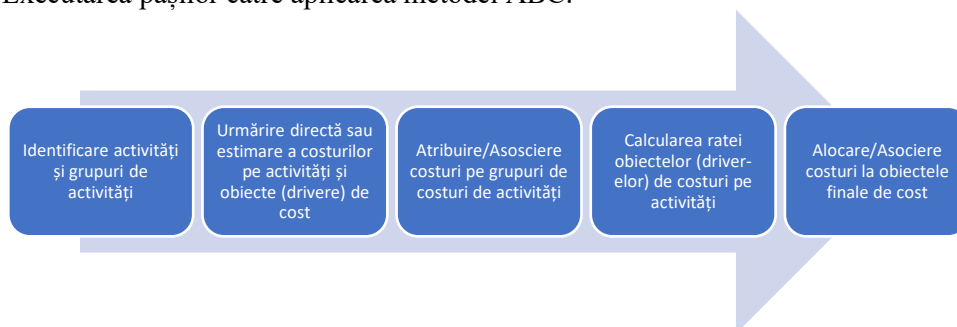 Executarea pașilor către aplicarea metodei ABC:
Identificare activități
și grupuri de
activități
Urmărire directă sau
estimare a costurilor
pe activități și
obiecte (drivere) de
cost
Atribuire/Asosciere
costuri pe grupuri de
costuri de activități
Calcularea ratei
obiectelor (driver-
elor) de costuri pe
activități
Alocare/Asociere
costuri la obiectele
finale de cost